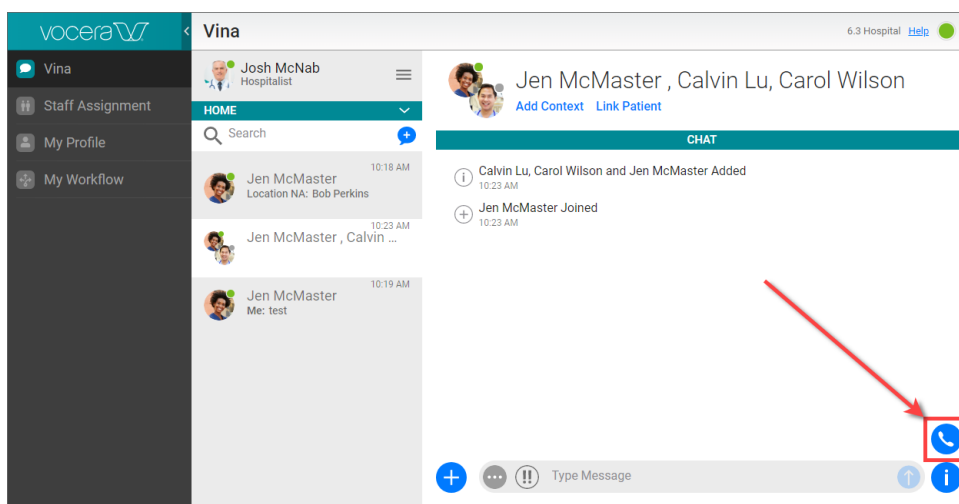 vocera
Vina
6.3 Hospital Help
Vina
Staff Assignment
My Profile
My Workflow
Josh McNab
Hospitalist
HOME
Search
10:18 AM
Jen McMaster
Location NA: Bob Perkins
10:23 AM
Jen McMaster , Calvin ...
10:19 AM
Jen McMaster
Me: test
Jen McMaster , Calvin Lu, Carol Wilson
Add Context Link Patient
CHAT
Calvin Lu, Carol Wilson and Jen McMaster Added
10:23 AM
Jen McMaster Joined
10:23 AM
Type Message